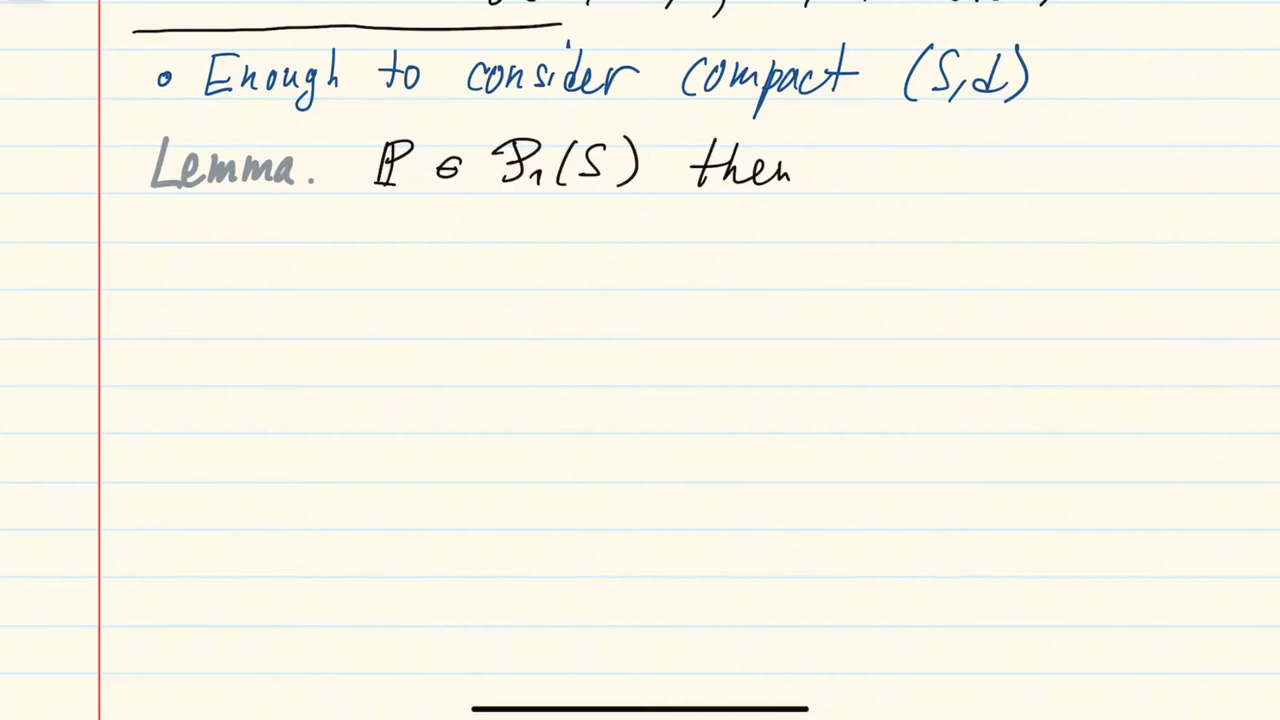 • Enough to consider compact (S,d)
Lemma. ℙ ∈ 𝒫₁(S) then